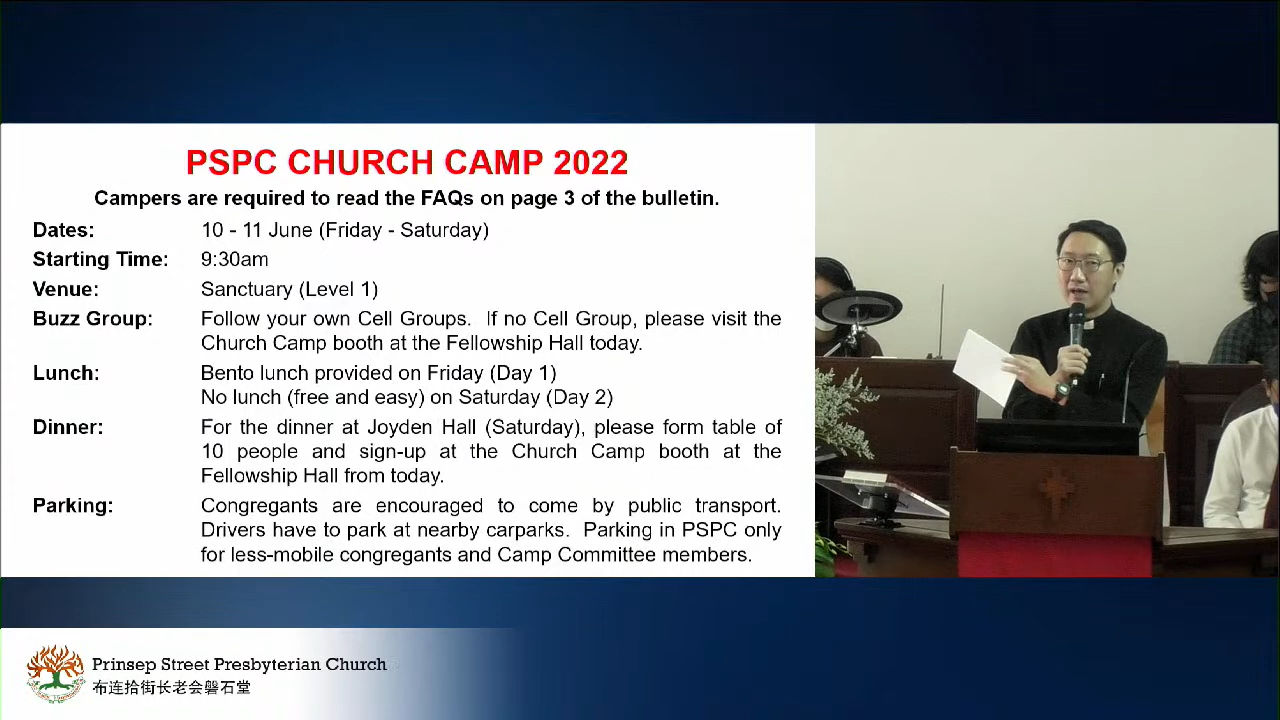 PSPC CHURCH CAMP 2022
Campers are required to read the FAQs on page 3 of the bulletin.
Dates: 10 - 11 June (Friday - Saturday)
Starting Time: 9:30am
Venue: Sanctuary (Level 1)
Buzz Group: Follow your own Cell Groups. If no Cell Group, please visit the
Church Camp booth at the Fellowship Hall today.
Lunch: Bento lunch provided on Friday (Day 1)
No lunch (free and easy) on Saturday (Day 2)
Dinner: For the dinner at Joyden Hall (Saturday), please form table of
10 people and sign-up at the Church Camp booth at the
Fellowship Hall from today.
Parking: Congregants are encouraged to come by public transport.
Drivers have to park at nearby carparks. Parking in PSPC only
for less-mobile congregants and Camp Committee members.
Prinsep Street Presbyterian Church
布连拾街长老会磐石堂